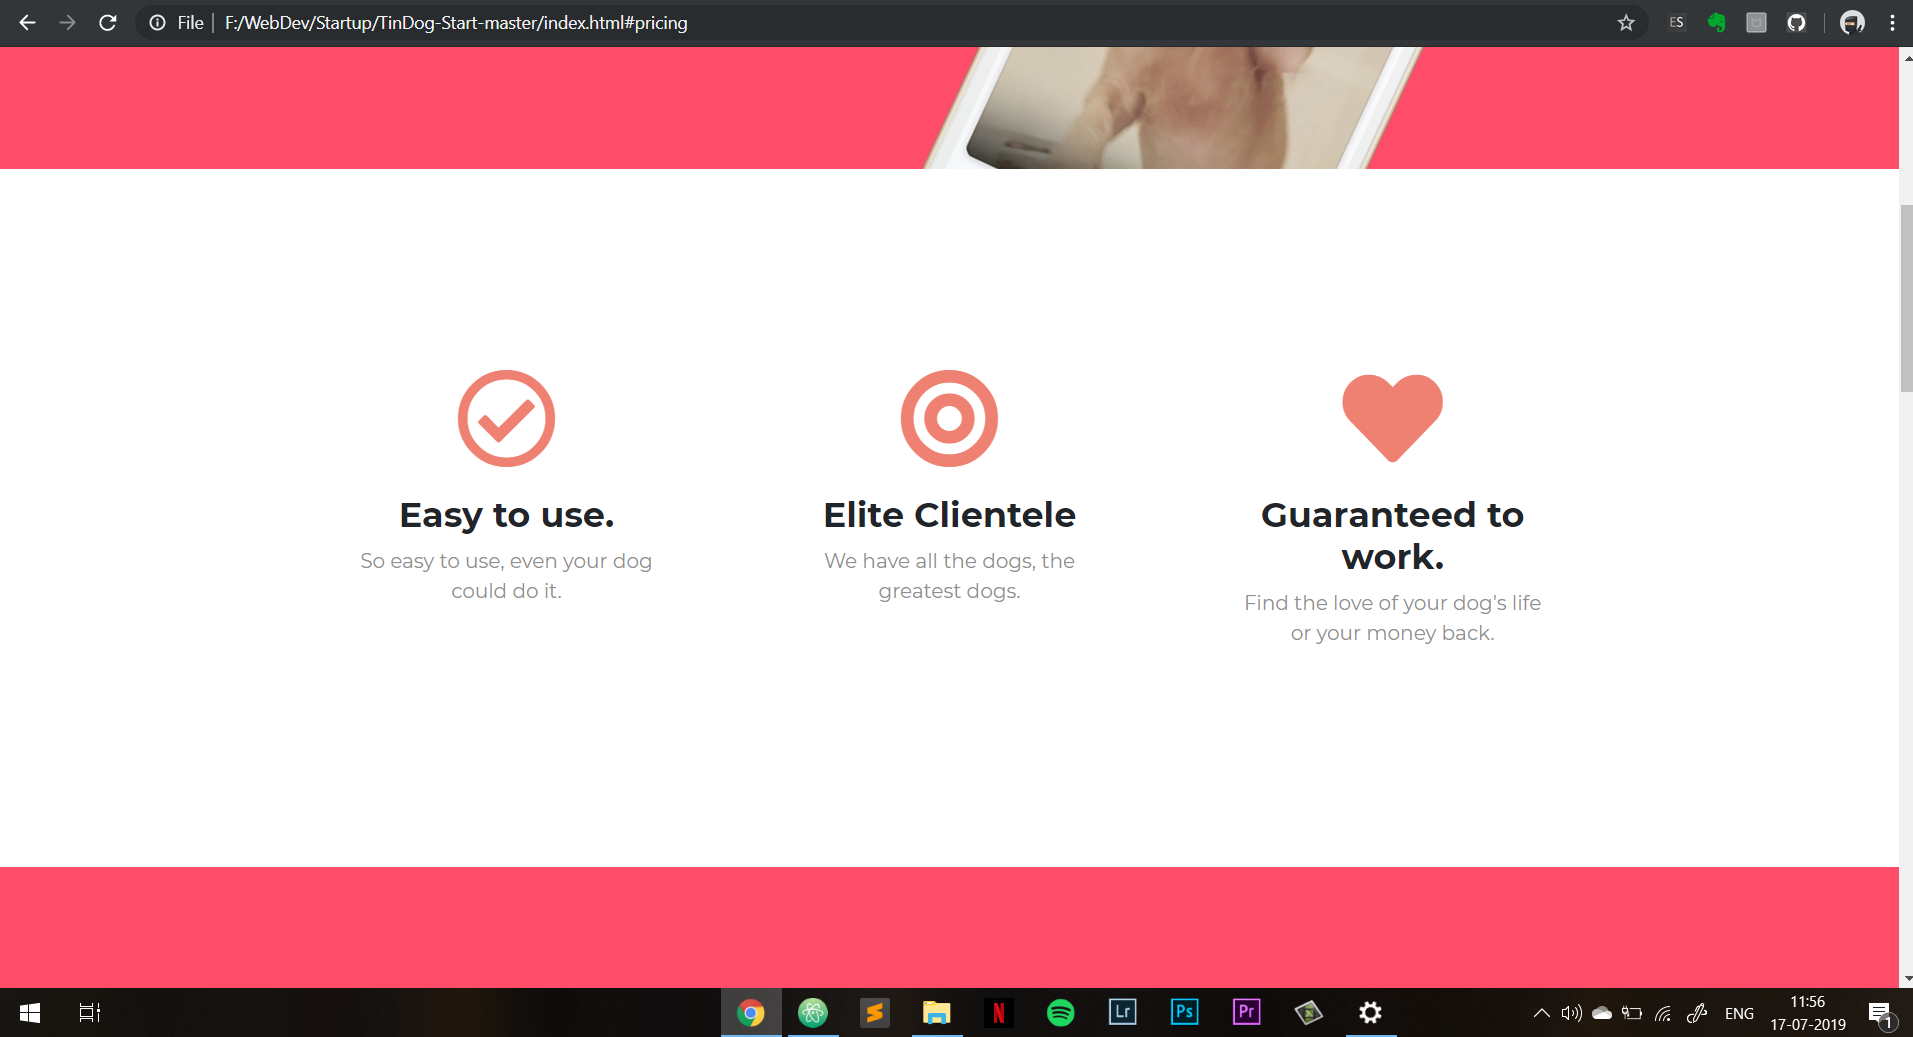 File F:/WebDev/Startup/TinDog-Start-master/index.html#pricing ES
Easy to use.
So easy to use, even your dog
could do it.
Elite Clientele
We have all the dogs, the
greatest dogs.
Guaranteed to
work.
Find the love of your dog's life
or your money back.
N Lr Ps Pr ENG
11:56
17-07-2019
1